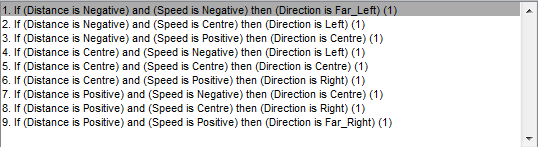 1. If (Distance is Negative) and (Speed is Negative) then (Direction is Far_Left) (1)
2. If (Distance is Negative) and (Speed is Centre) then (Direction is Left) (1)
3. If (Distance is Negative) and (Speed is Positive) then (Direction is Centre) (1)
4. If (Distance is Centre) and (Speed is Negative) then (Direction is Left) (1)
5. If (Distance is Centre) and (Speed is Centre) then (Direction is Centre) (1)
6. If (Distance is Centre) and (Speed is Positive) then (Direction is Right) (1)
7. If (Distance is Positive) and (Speed is Negative) then (Direction is Centre) (1)
8. If (Distance is Positive) and (Speed is Centre) then (Direction is Right) (1)
9. If (Distance is Positive) and (Speed is Positive) then (Direction is Far_Right) (1)